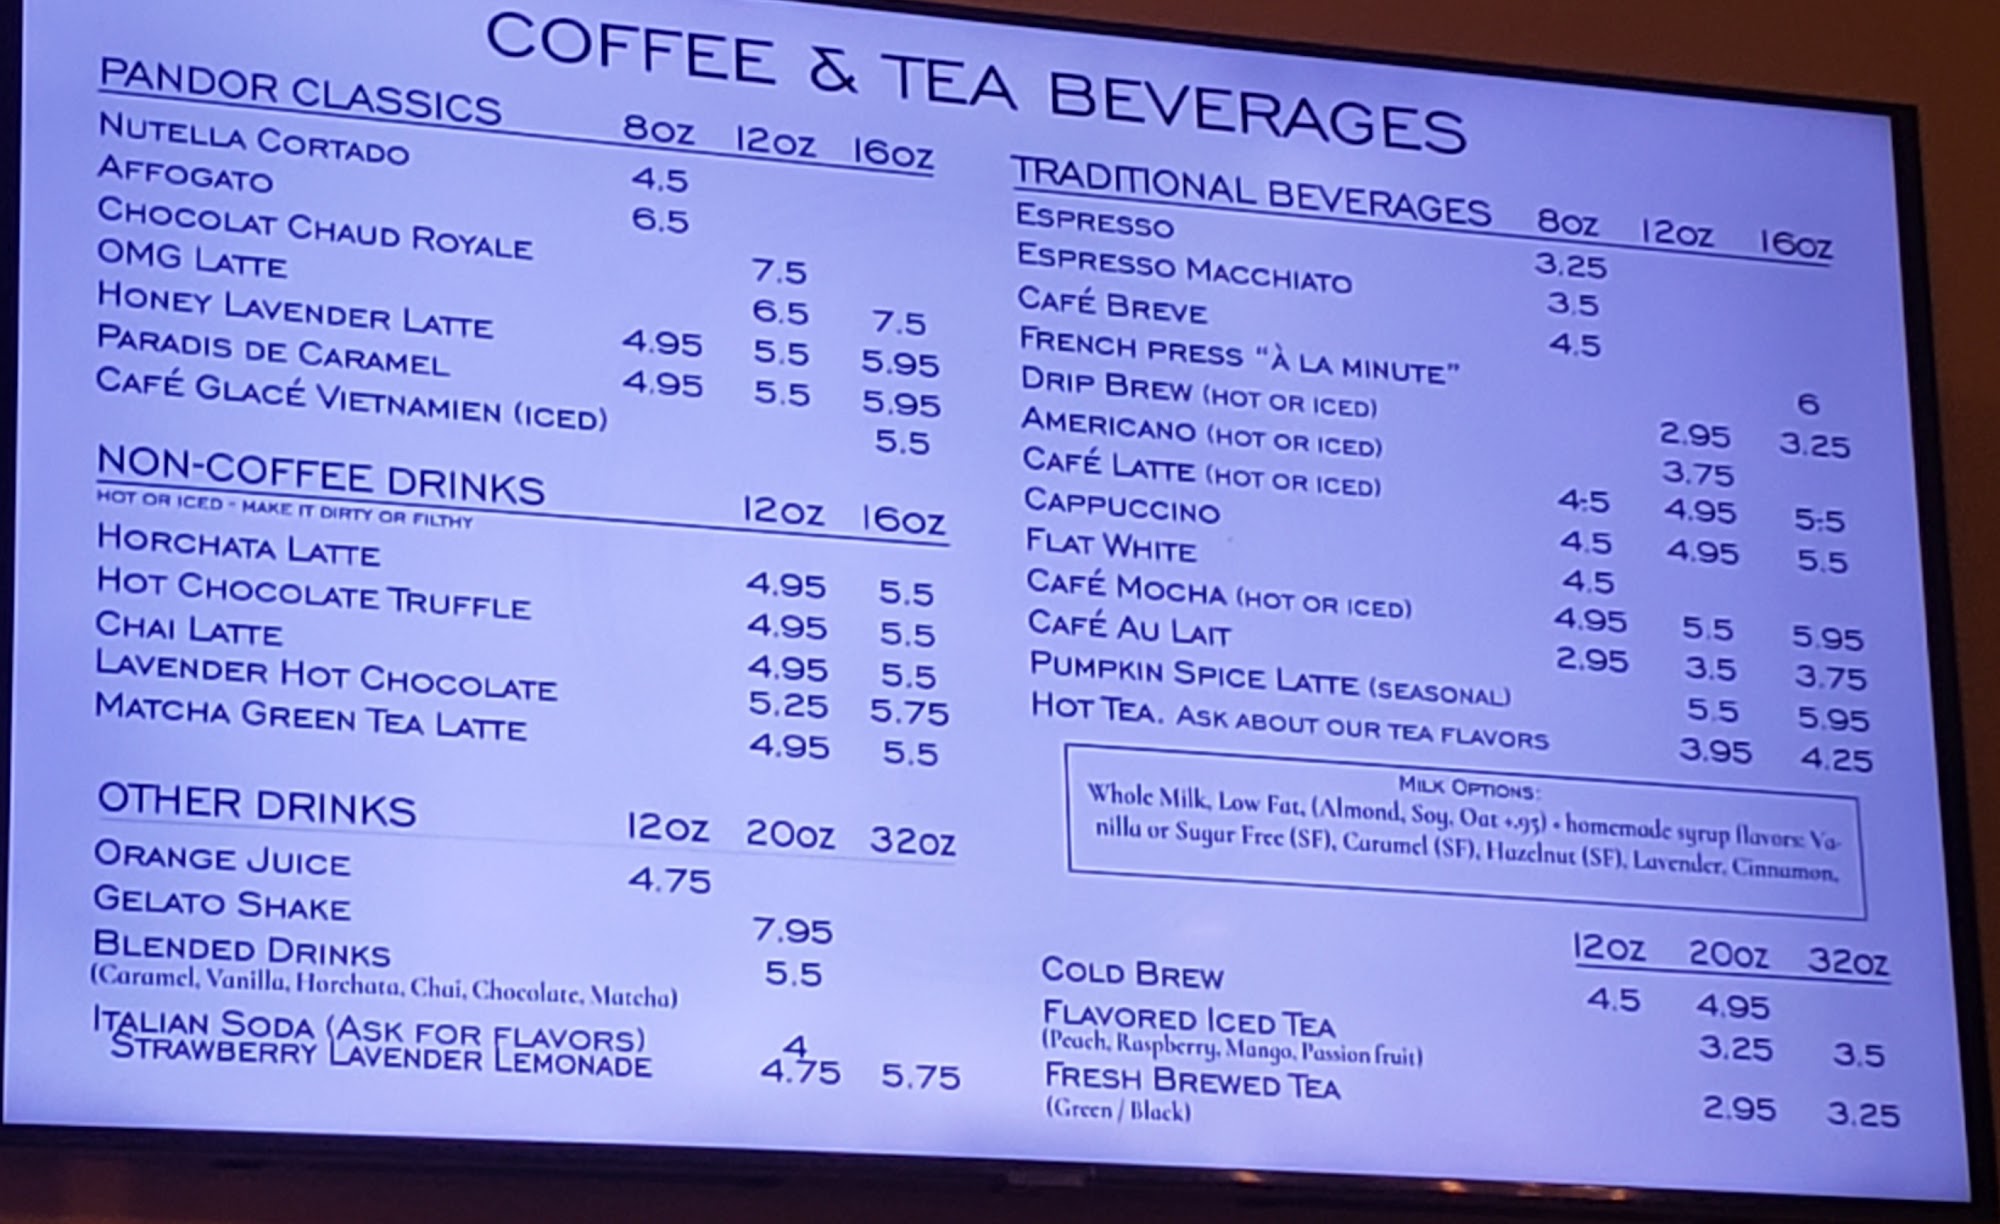 COFFEE & TEA BEVERAGES
PANDOR CLASSICS 8OZ 12OZ 16OZ
NUTELLA CORTADO 4.5
AFFOGATO 6.5
CHOCOLAT CHAUD ROYALE 7.5
OMG LATTE 6.5 7.5
HONEY LAVENDER LATTE 4.95 5.5 5.95
PARADIS DE CARAMEL 4.95 5.5 5.95
CAFÉ GLACÉ VIETNAMIEN (ICED) 5.5
NON-COFFEE DRINKS 12OZ 16OZ
HOT OR ICED - MAKE IT DIRTY OR FILTHY
HORCHATA LATTE 4.95 5.5
HOT CHOCOLATE TRUFFLE 4.95 5.5
CHAI LATTE 4.95 5.5
LAVENDER HOT CHOCOLATE 5.25 5.75
MATCHA GREEN TEA LATTE 4.95 5.5
OTHER DRINKS 12OZ 20OZ 32OZ
ORANGE JUICE 4.75
GELATO SHAKE 7.95
BLENDED DRINKS 5.5
(Caramel, Vanilla, Horchata, Chai, Chocolate, Matcha)
ITALIAN SODA (ASK FOR FLAVORS) 4
STRAWBERRY LAVENDER LEMONADE 4.75 5.75
TRADITIONAL BEVERAGES 8OZ 12OZ 16OZ
ESPRESSO 3.25
ESPRESSO MACCHIATO 3.5
CAFÉ BREVE 4.5
FRENCH PRESS “À LA MINUTE” 6
DRIP BREW (HOT OR ICED) 2.95 3.25
AMERICANO (HOT OR ICED) 3.75
CAFÉ LATTE (HOT OR ICED) 4.5 4.95 5.5
CAPPUCCINO 4.5 4.95 5.5
FLAT WHITE 4.5
CAFÉ MOCHA (HOT OR ICED) 4.95 5.5 5.95
CAFÉ AU LAIT 2.95 3.5 3.75
PUMPKIN SPICE LATTE (SEASONAL) 5.5 5.95
HOT TEA. ASK ABOUT OUR TEA FLAVORS 3.95 4.25
MILK OPTIONS:
Whole Milk, Low Fat, (Almond, Soy, Oat +.95) • homemade syrup flavors: Va-
nilla or Sugar Free (SF), Caramel (SF), Hazelnut (SF), Lavender, Cinnamon,
12OZ 20OZ 32OZ
COLD BREW 4.5 4.95
FLAVORED ICED TEA 3.25 3.5
(Peach, Raspberry, Mango, Passion fruit)
FRESH BREWED TEA 2.95 3.25
(Green / Black)